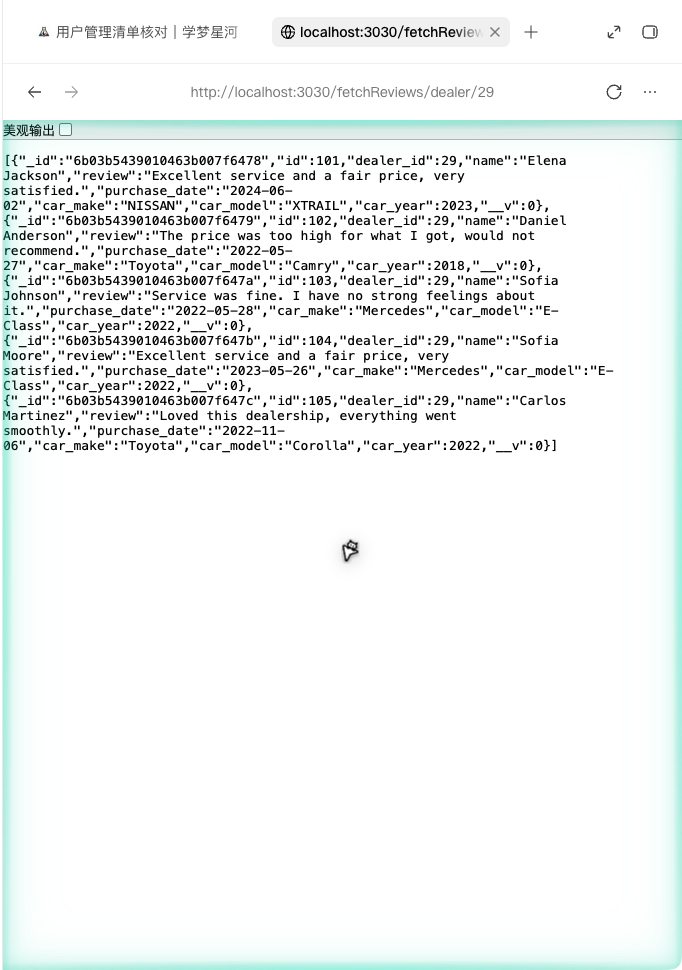 用户管理清单核对 | 学梦星河
localhost:3030/fetchReview
http://localhost:3030/fetchReviews/dealer/29
美观输出
[{"_id":"6b03b5439010463b007f6478","id":101,"dealer_id":29,"name":"Elena
Jackson","review":"Excellent service and a fair price, very
satisfied.","purchase_date":"2024-06-
02","car_make":"NISSAN","car_model":"XTRAIL","car_year":2023,"__v":0},
{"_id":"6b03b5439010463b007f6479","id":102,"dealer_id":29,"name":"Daniel
Anderson","review":"The price was too high for what I got, would not
recommend.","purchase_date":"2022-05-
27","car_make":"Toyota","car_model":"Camry","car_year":2018,"__v":0},
{"_id":"6b03b5439010463b007f647a","id":103,"dealer_id":29,"name":"Sofia
Johnson","review":"Service was fine. I have no strong feelings about
it.","purchase_date":"2022-05-28","car_make":"Mercedes","car_model":"E-
Class","car_year":2022,"__v":0},
{"_id":"6b03b5439010463b007f647b","id":104,"dealer_id":29,"name":"Sofia
Moore","review":"Excellent service and a fair price, very
satisfied.","purchase_date":"2023-05-26","car_make":"Mercedes","car_model":"E-
Class","car_year":2022,"__v":0},
{"_id":"6b03b5439010463b007f647c","id":105,"dealer_id":29,"name":"Carlos
Martinez","review":"Loved this dealership, everything went
smoothly.","purchase_date":"2022-11-
06","car_make":"Toyota","car_model":"Corolla","car_year":2022,"__v":0}]